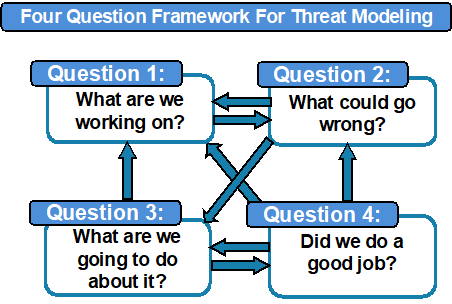 Four Question Framework For Threat Modeling
Question 1:
What are we
working on?
Question 2:
What could go
wrong?
Question 3:
What are we
going to do
about it?
Question 4:
Did we do a
good job?